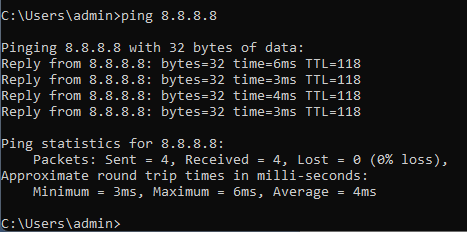 C:\Users\admin>ping 8.8.8.8
Pinging 8.8.8.8 with 32 bytes of data:
Reply from 8.8.8.8: bytes=32 time=6ms TTL=118
Reply from 8.8.8.8: bytes=32 time=3ms TTL=118
Reply from 8.8.8.8: bytes=32 time=4ms TTL=118
Reply from 8.8.8.8: bytes=32 time=3ms TTL=118
Ping statistics for 8.8.8.8:
    Packets: Sent = 4, Received = 4, Lost = 0 (0% loss),
Approximate round trip times in milli-seconds:
    Minimum = 3ms, Maximum = 6ms, Average = 4ms
C:\Users\admin>